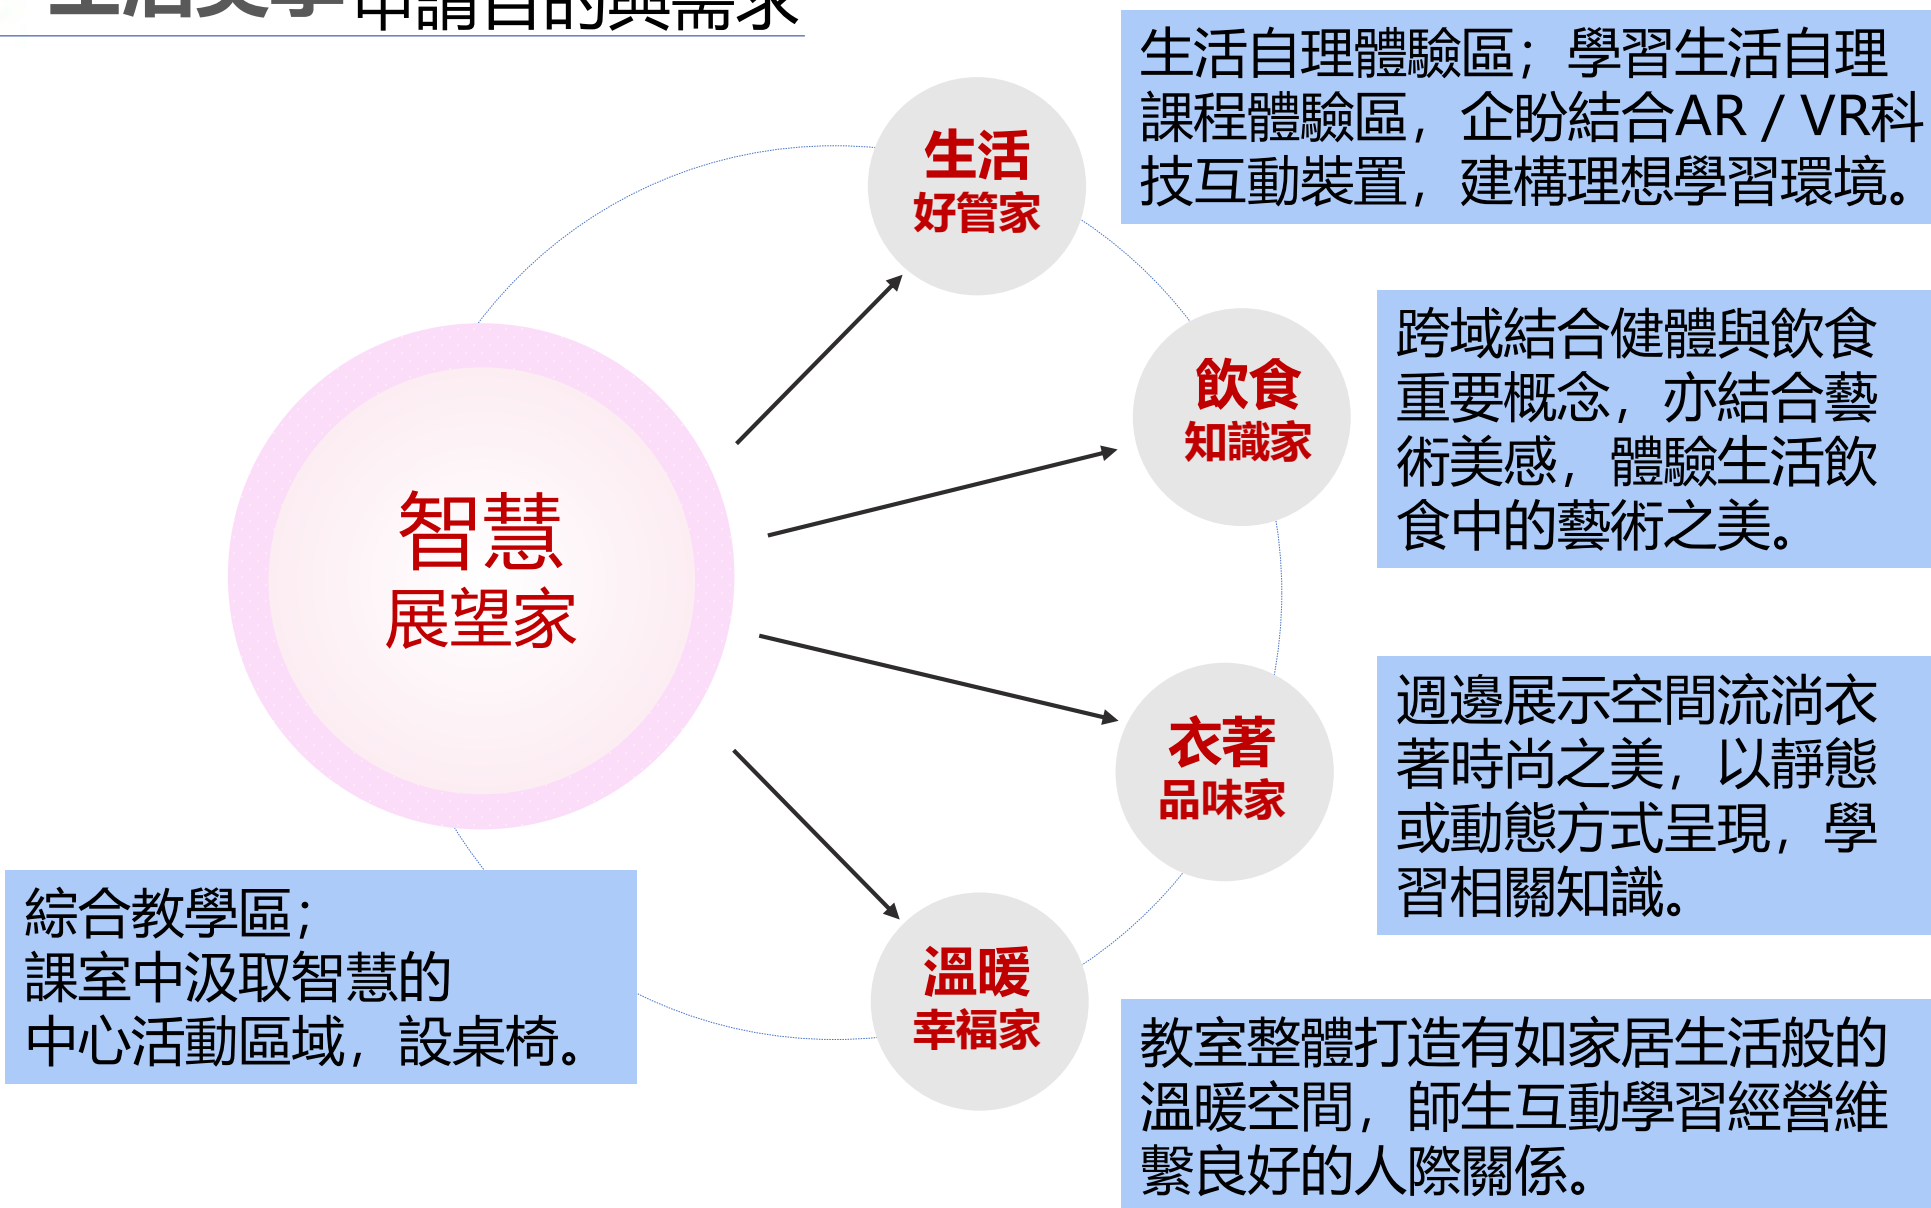 生活美學 申請目的與需求
生活自理體驗區；學習生活自理
課程體驗區，企盼結合AR／VR科
技互動裝置，建構理想學習環境。
生活
好管家
跨域結合健體與飲食
重要概念，亦結合藝
術美感，體驗生活飲
食中的藝術之美。
飲食
知識家
智慧
展望家
週邊展示空間流淌衣
著時尚之美，以靜態
或動態方式呈現，學
習相關知識。
衣著
品味家
綜合教學區；
課室中汲取智慧的
中心活動區域，設桌椅。
溫暖
幸福家
教室整體打造有如家居生活般的
溫暖空間，師生互動學習經營維
繫良好的人際關係。